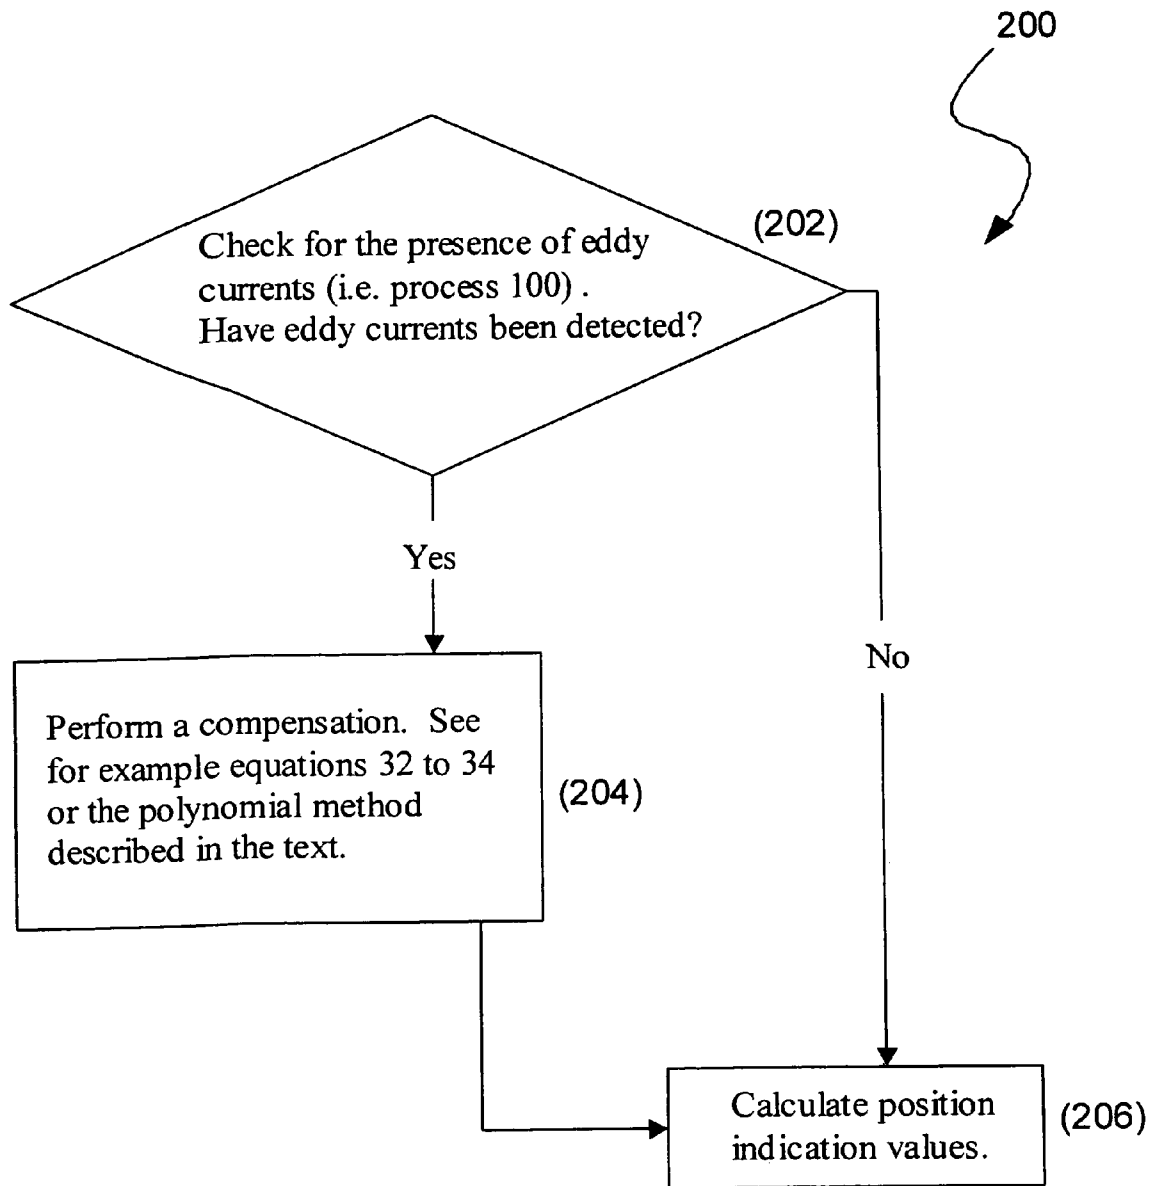 200
(202)
Check for the presence of eddy
currents (i.e. process 100) .
Have eddy currents been detected?
Yes
No
Perform a compensation. See
for example equations 32 to 34
or the polynomial method
described in the text.
(204)
Calculate position
indication values.
(206)